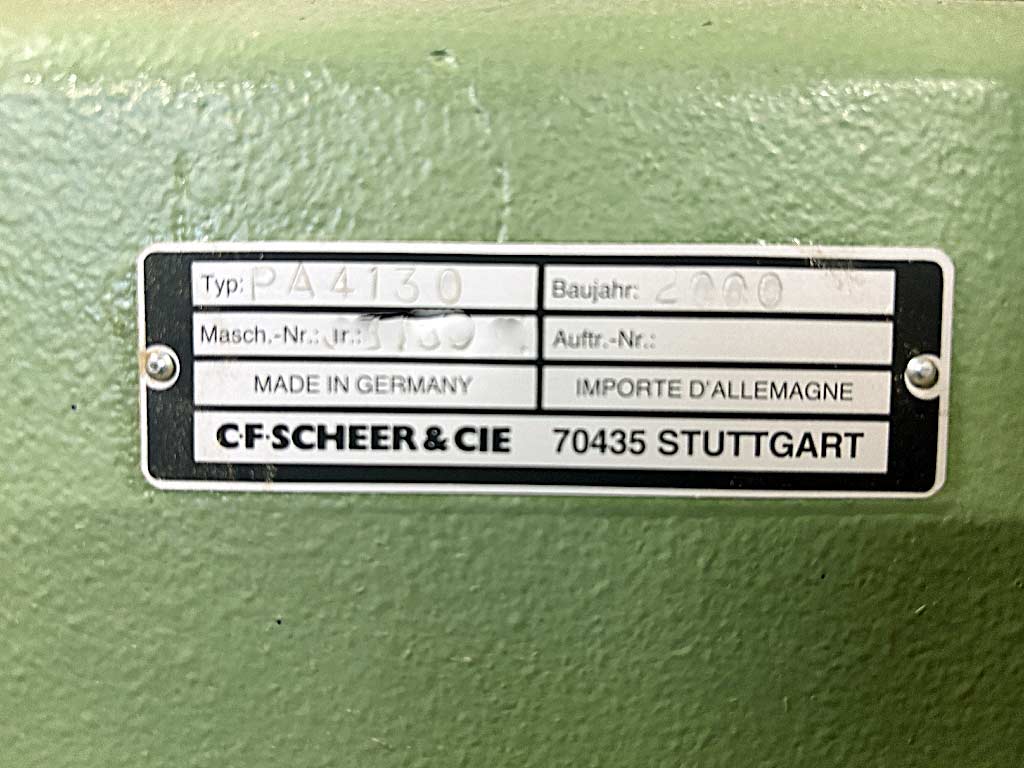 Typ: PA4130 Baujahr: 2000
Masch.-Nr.: Auftr.-Nr.:
MADE IN GERMANY IMPORTE D'ALLEMAGNE
C·F·SCHEER & CIE 70435 STUTTGART